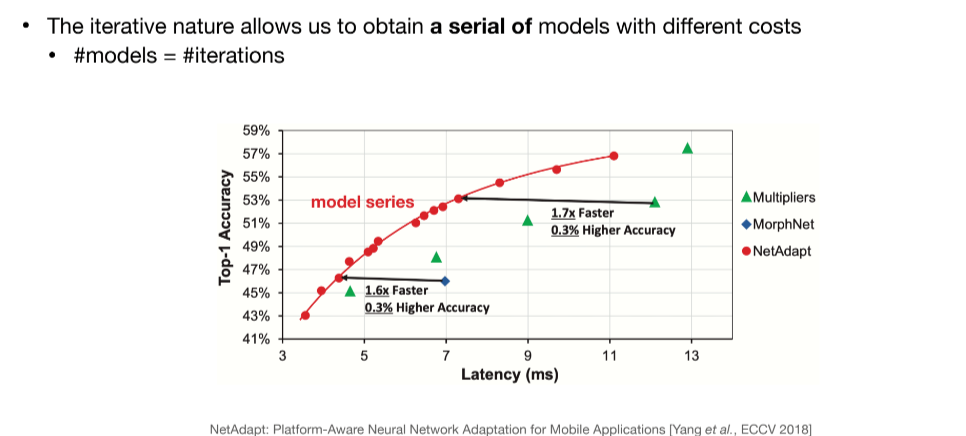 • The iterative nature allows us to obtain a serial of models with different costs
• #models = #iterations
59%
57%
55%
53%
51%
49%
47%
45%
43%
41%
Top-1 Accuracy
model series
1.7x Faster
0.3% Higher Accuracy
1.6x Faster
0.3% Higher Accuracy
Multipliers
MorphNet
NetAdapt
3 5 7 9 11 13
Latency (ms)
NetAdapt: Platform-Aware Neural Network Adaptation for Mobile Applications [Yang et al., ECCV 2018]